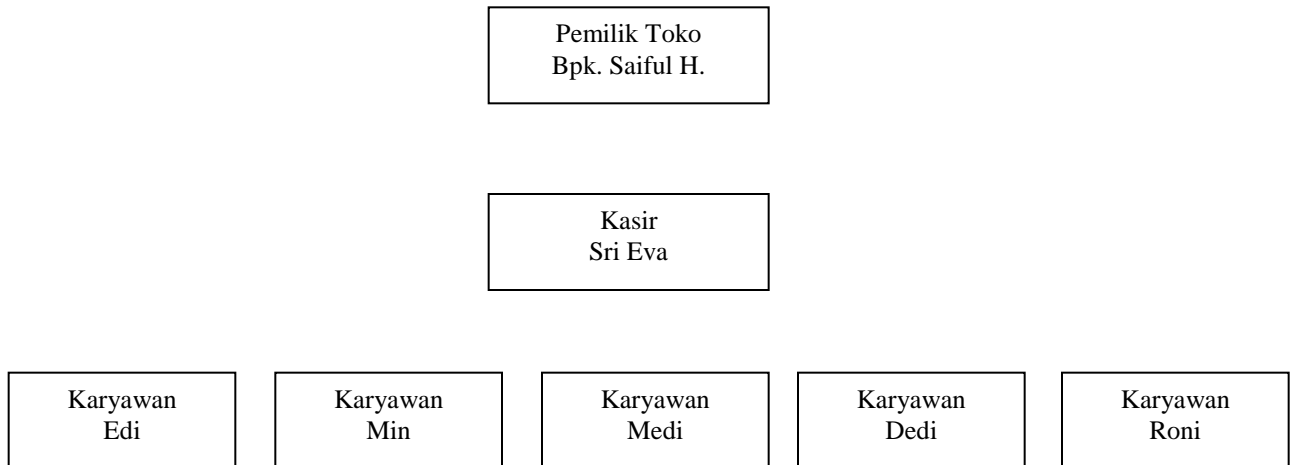 Pemilik Toko
Bpk. Saiful H.
Kasir
Sri Eva
Karyawan
Edi
Karyawan
Min
Karyawan
Medi
Karyawan
Dedi
Karyawan
Roni